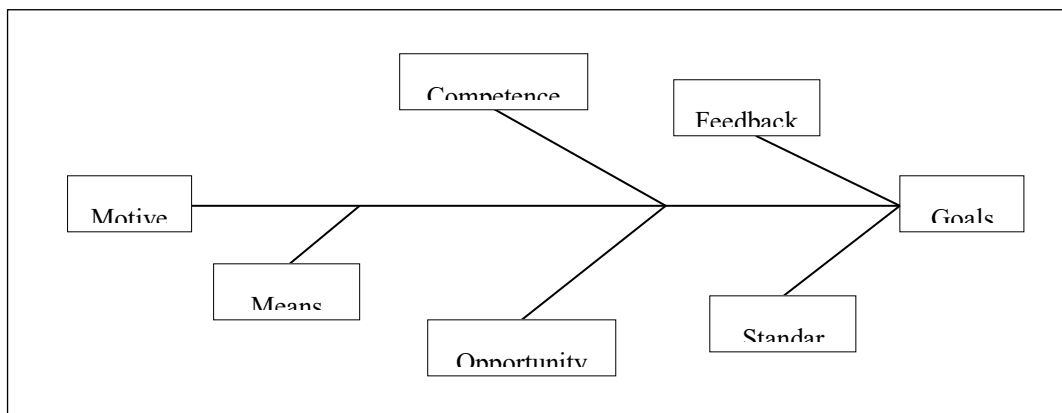 Competence
Feedback
Motive
Goals
Means
Opportunity
Standar